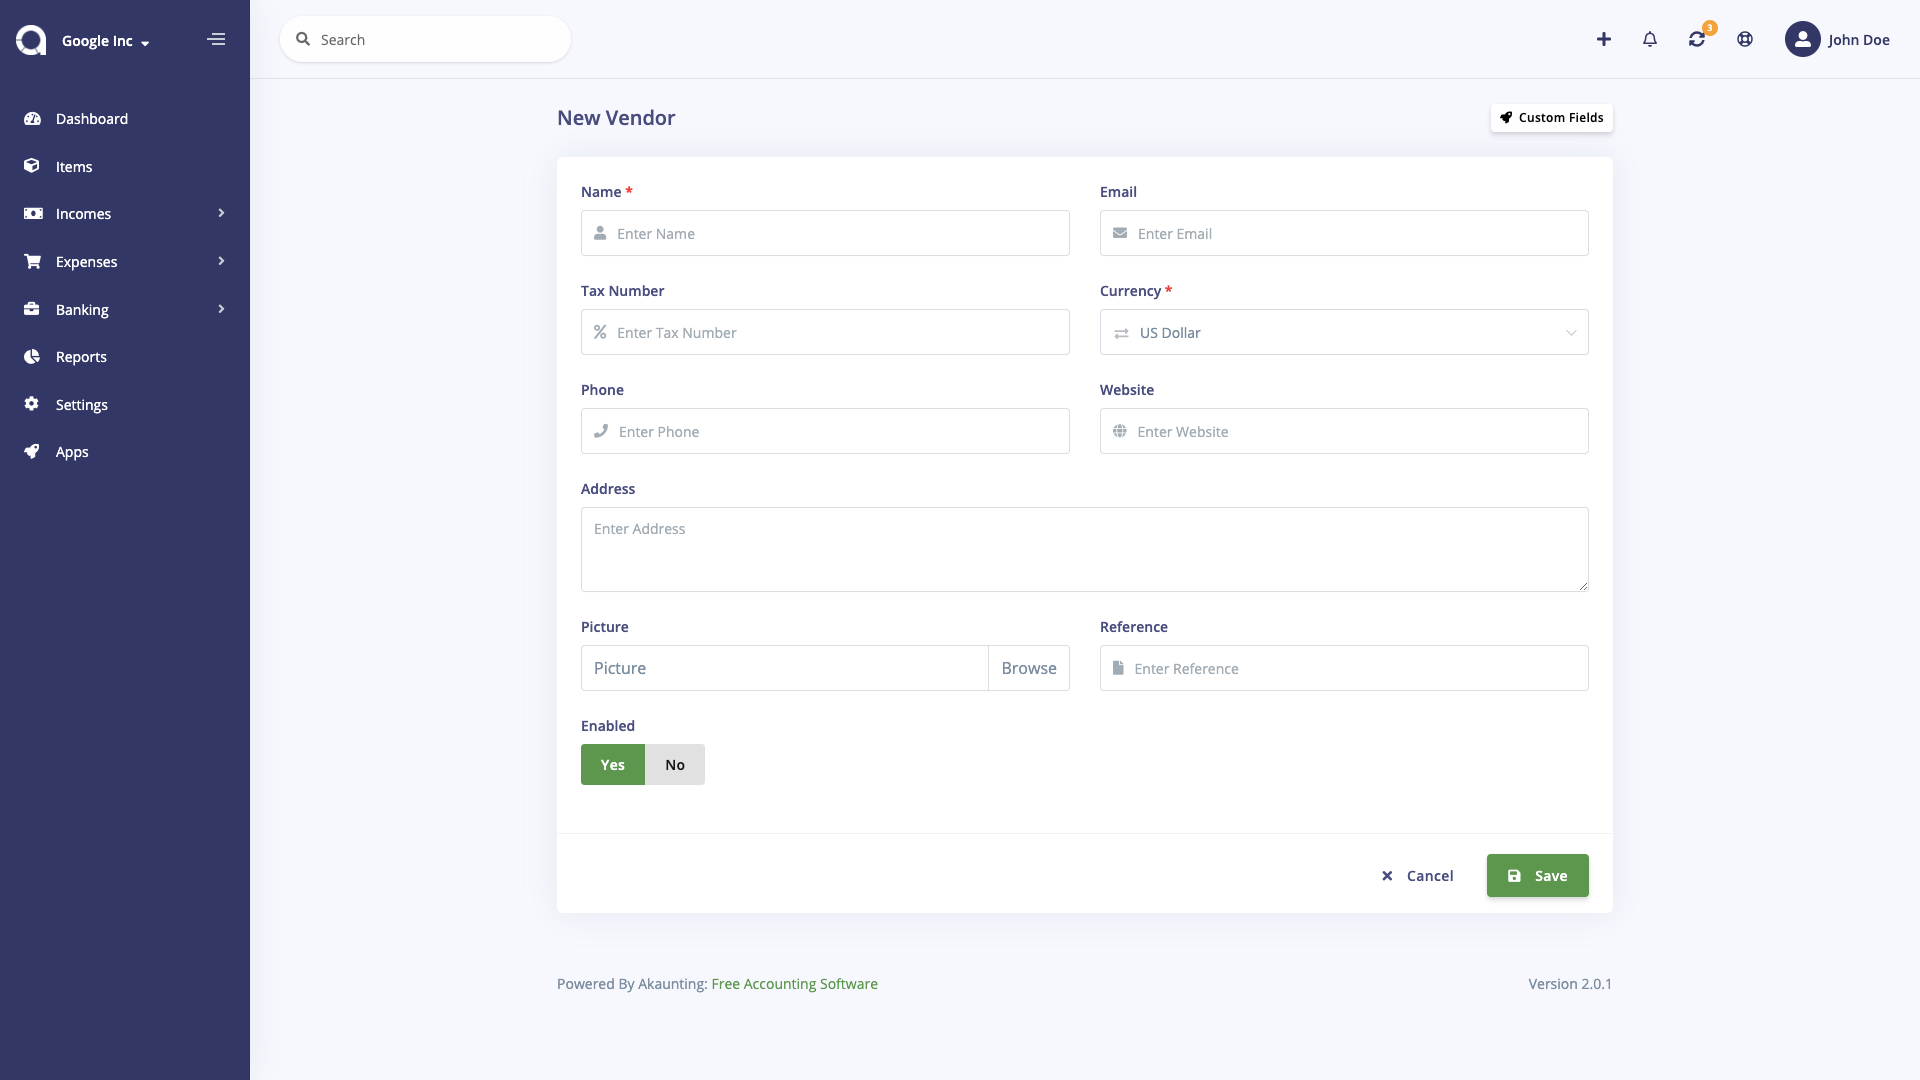 Google Inc
Search
3
John Doe
Dashboard
Items
Incomes
Expenses
Banking
Reports
Settings
Apps
New Vendor
Custom Fields
Name *
Email
Enter Name
Enter Email
Tax Number
Currency *
Enter Tax Number
US Dollar
Phone
Website
Enter Phone
Enter Website
Address
Enter Address
Picture
Reference
Picture
Browse
Enter Reference
Enabled
Yes
No
Cancel
Save
Powered By Akaunting: Free Accounting Software
Version 2.0.1